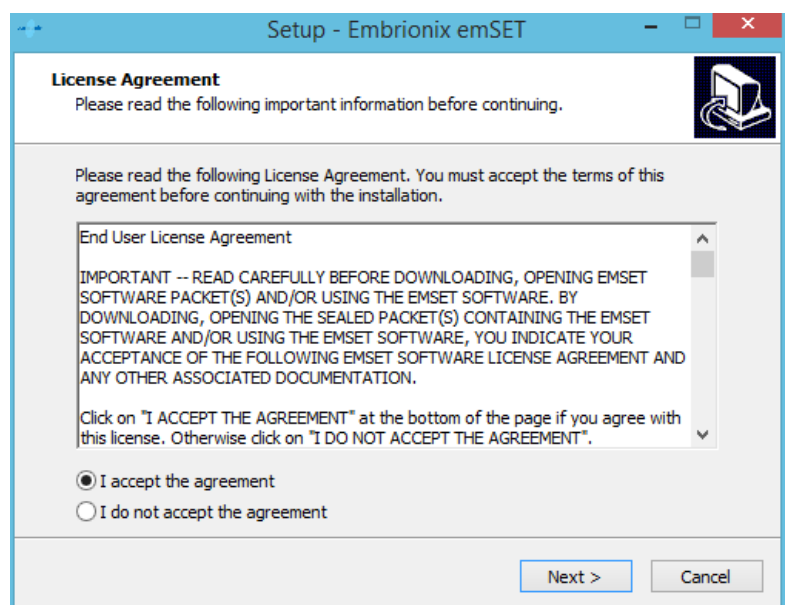 Setup - Embrionix emSET
License Agreement
Please read the following important information before continuing.
Please read the following License Agreement. You must accept the terms of this
agreement before continuing with the installation.
End User License Agreement
IMPORTANT -- READ CAREFULLY BEFORE DOWNLOADING, OPENING EMSET
SOFTWARE PACKET(S) AND/OR USING THE EMSET SOFTWARE. BY
DOWNLOADING, OPENING THE SEALED PACKET(S) CONTAINING THE EMSET
SOFTWARE AND/OR USING THE EMSET SOFTWARE, YOU INDICATE YOUR
ACCEPTANCE OF THE FOLLOWING EMSET SOFTWARE LICENSE AGREEMENT AND
ANY OTHER ASSOCIATED DOCUMENTATION.
Click on "I ACCEPT THE AGREEMENT" at the bottom of the page if you agree with
this license. Otherwise click on "I DO NOT ACCEPT THE AGREEMENT".
I accept the agreement
I do not accept the agreement
Next >
Cancel